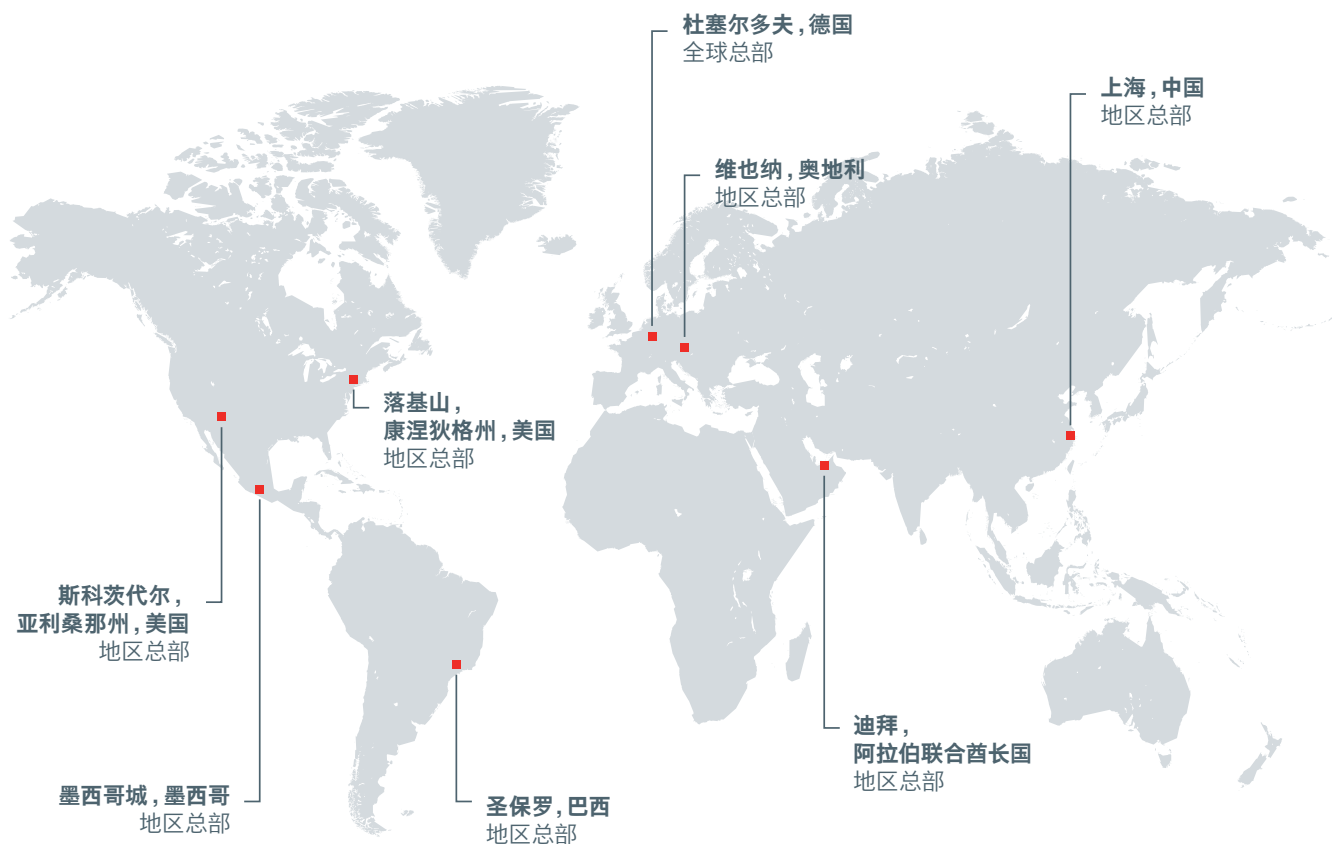 杜塞尔多夫,德国
全球总部
上海,中国
地区总部
维也纳,奥地利
地区总部
落基山,
康涅狄格州,美国
地区总部
斯科茨代尔,
亚利桑那州,美国
地区总部
迪拜,
阿拉伯联合酋长国
地区总部
墨西哥城,墨西哥
地区总部
圣保罗,巴西
地区总部